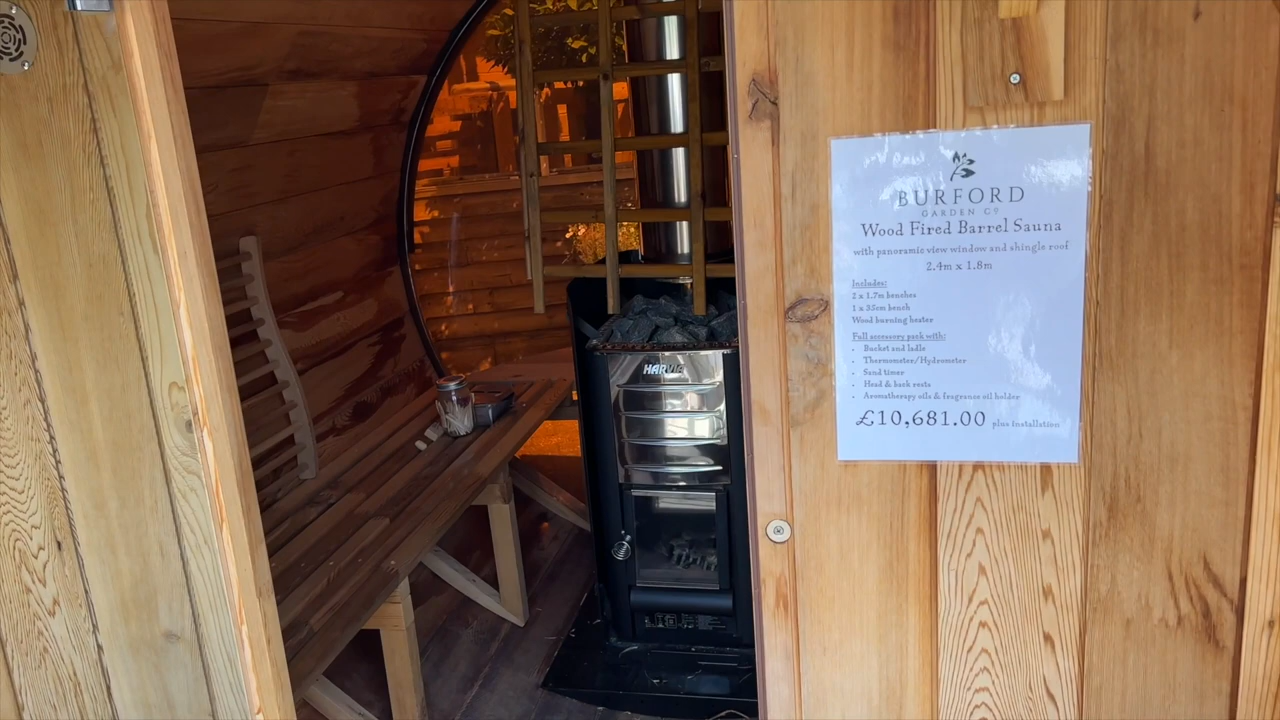 HARVIA
BURFORD
GARDEN Co
Wood Fired Barrel Sauna
with panoramic view window and shingle roof
2.4m x 1.8m
Includes:
2 x 1.7m benches
1 x 35cm bench
Wood burning heater
Full accessory pack with:
• Bucket and ladle
• Thermometer/Hydrometer
• Sand timer
• Head & back rests
• Aromatherapy oils & fragrance oil holder
£10,681.00 plus installation